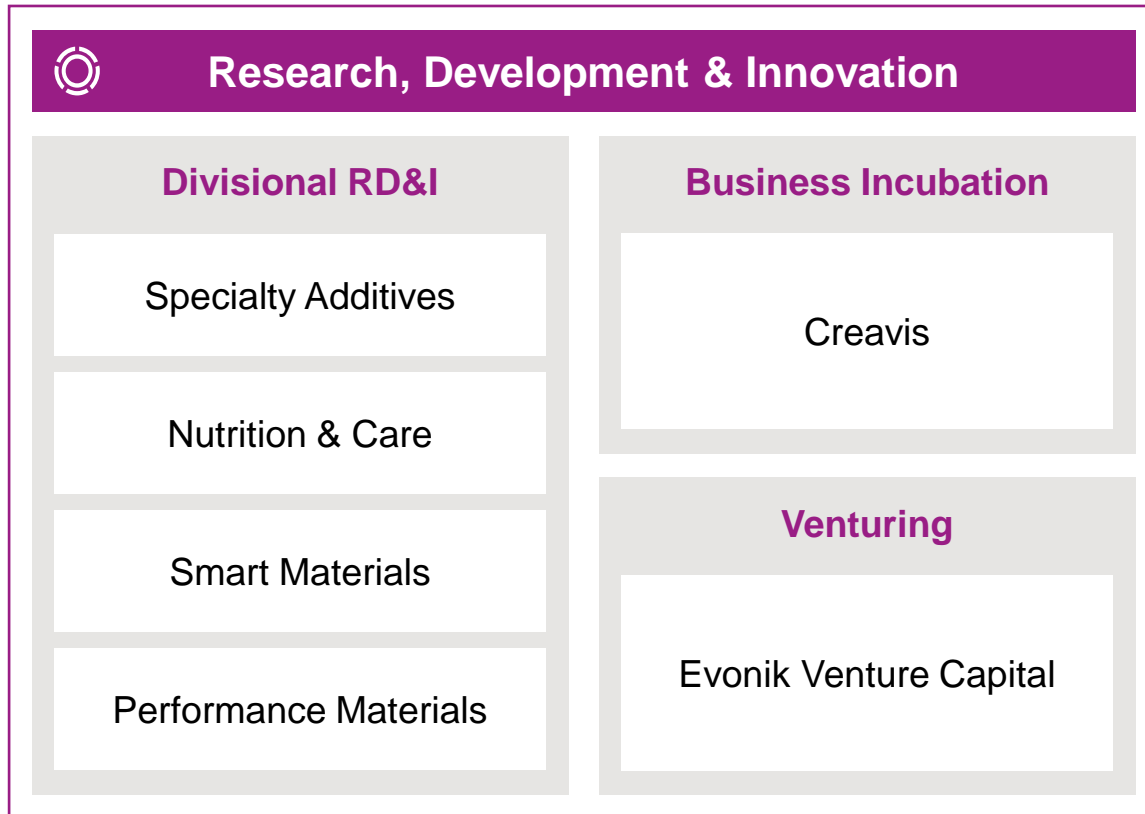 Research, Development & Innovation
Divisional RD&I
Specialty Additives
Nutrition & Care
Smart Materials
Performance Materials
Business Incubation
Creavis
Venturing
Evonik Venture Capital